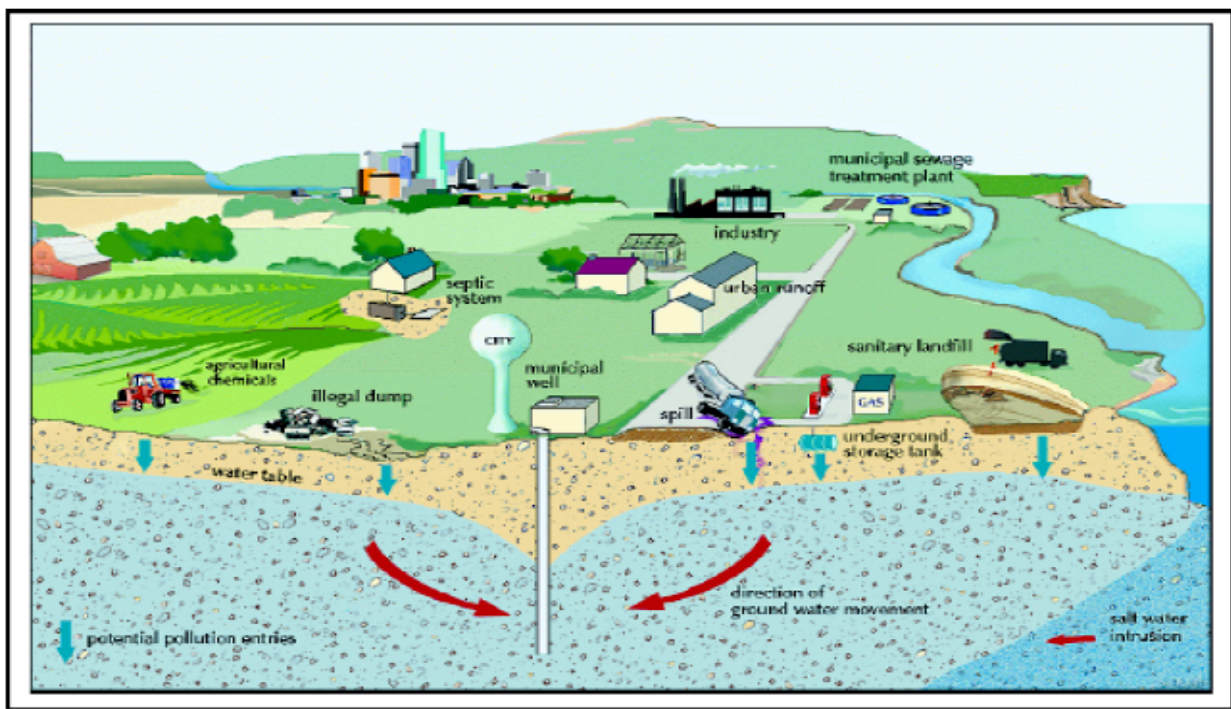 municipal sewage
treatment plant
industry
septic
system
urban runoff
CITY
sanitary landfill
agricultural
chemicals
municipal
well
illegal dump
GAS
spill
underground
storage tank
water table
direction of
ground water movement
potential pollution entries
salt water
intrusion